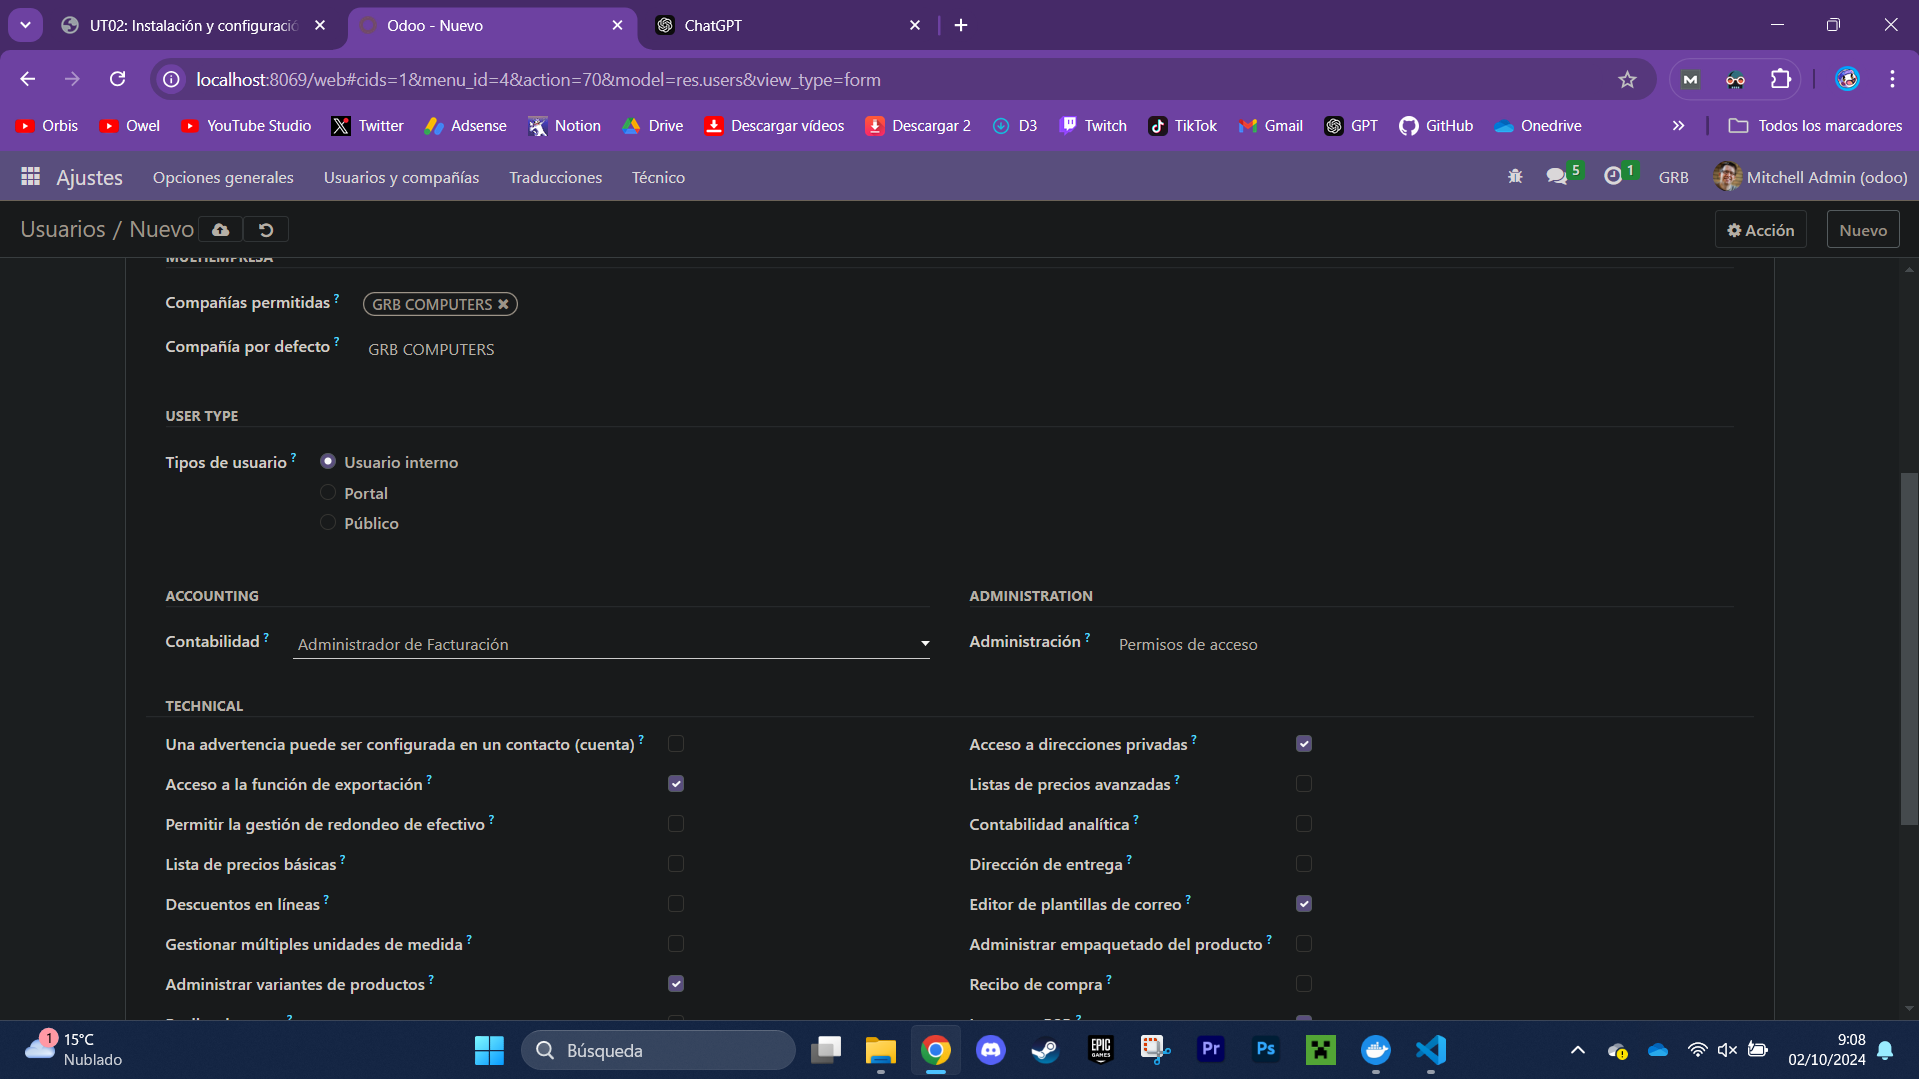 UT02: Instalación y configuració
Odoo - Nuevo
ChatGPT
localhost:8069/web#cids=1&menu_id=4&action=70&model=res.users&view_type=form
Orbis
Owel
YouTube Studio
Twitter
Adsense
Notion
Drive
Descargar vídeos
Descargar 2
D3
Twitch
TikTok
Gmail
GPT
GitHub
Onedrive
Todos los marcadores
Ajustes
Opciones generales
Usuarios y compañías
Traducciones
Técnico
5
1
GRB
Mitchell Admin (odoo)
Usuarios / Nuevo
Acción
Nuevo
MULTIEMPRESA
Compañías permitidas ?
GRB COMPUTERS
Compañía por defecto ?
GRB COMPUTERS
USER TYPE
Tipos de usuario ?
Usuario interno
Portal
Público
ACCOUNTING
ADMINISTRATION
Contabilidad ?
Administrador de Facturación
Administración ?
Permisos de acceso
TECHNICAL
Una advertencia puede ser configurada en un contacto (cuenta) ?
Acceso a direcciones privadas ?
Acceso a la función de exportación ?
Listas de precios avanzadas ?
Permitir la gestión de redondeo de efectivo ?
Contabilidad analítica ?
Lista de precios básicas ?
Dirección de entrega ?
Descuentos en líneas ?
Editor de plantillas de correo ?
Gestionar múltiples unidades de medida ?
Administrar empaquetado del producto ?
Administrar variantes de productos ?
Recibo de compra ?
1
15°C
Nublado
Búsqueda
EPIC GAMES
Pr
Ps
9:08
02/10/2024